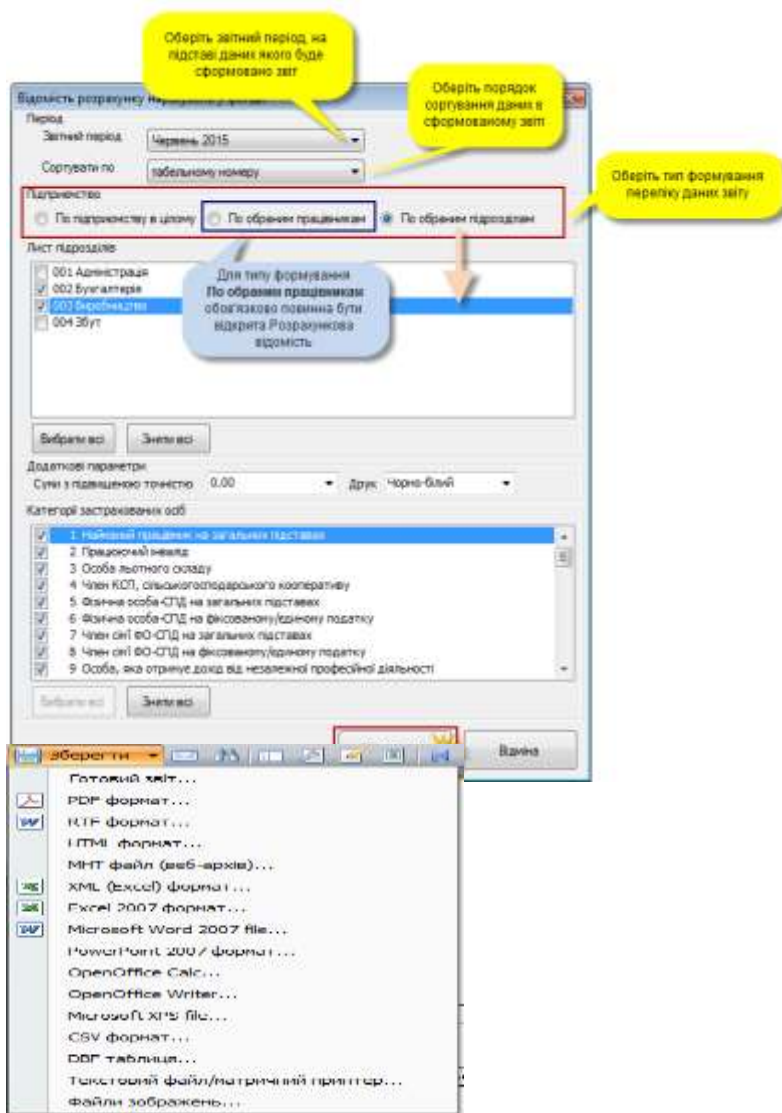 Оберіть звітний період, на
підставі даних якого буде
сформовано звіт
Оберіть порядок
сортування даних в
сформованому звіті
Відомість розрахунку
Період
Звітний період
Червень 2015
Сортувати по
табельному номеру
Оберіть тип формування
переліку даних звіту
Підприємство
По підприємству в цілому
По обраним працівникам
По обраним підрозділам
Лист підрозділів
001 Адміністрація
002 Бухгалтерія
003 Виробництво
004 Збут
Для типу формування
По обраним працівникам
обов'язково повинна бути
відкрита Розрахункова
відомість
Вибрати всі
Зняти всі
Додаткові параметри
Суми з підвищеною точністю 0.00
Друк Чорно-білий
Категорії застрахованих осіб
1 Найманий працівник на загальних підставах
2 Працюючий інвалід
3 Особа льотного складу
4 Член КСП, сільськогосподарського кооперативу
5 Фізична особа-СПД на загальних підставах
6 Фізична особа-СПД на фіксованому/єдиному податку
7 Член сім'ї ФО-СПД на загальних підставах
8 Член сім'ї ФО-СПД на фіксованому/єдиному податку
9 Особа, яка отримує дохід від незалежної професійної діяльності
Вибрати всі
Зняти всі
Відміна
Зберегти
Готовий звіт...
PDF формат...
RTF формат...
HTML формат...
MHT файл (веб-архів)...
XML (Excel) формат...
Excel 2007 формат...
Microsoft Word 2007 file...
PowerPoint 2007 формат...
OpenOffice Calc...
OpenOffice Writer...
Microsoft XPS file...
CSV формат...
DBF таблиця...
Текстовий файл/матричний принтер...
Файли зображень...